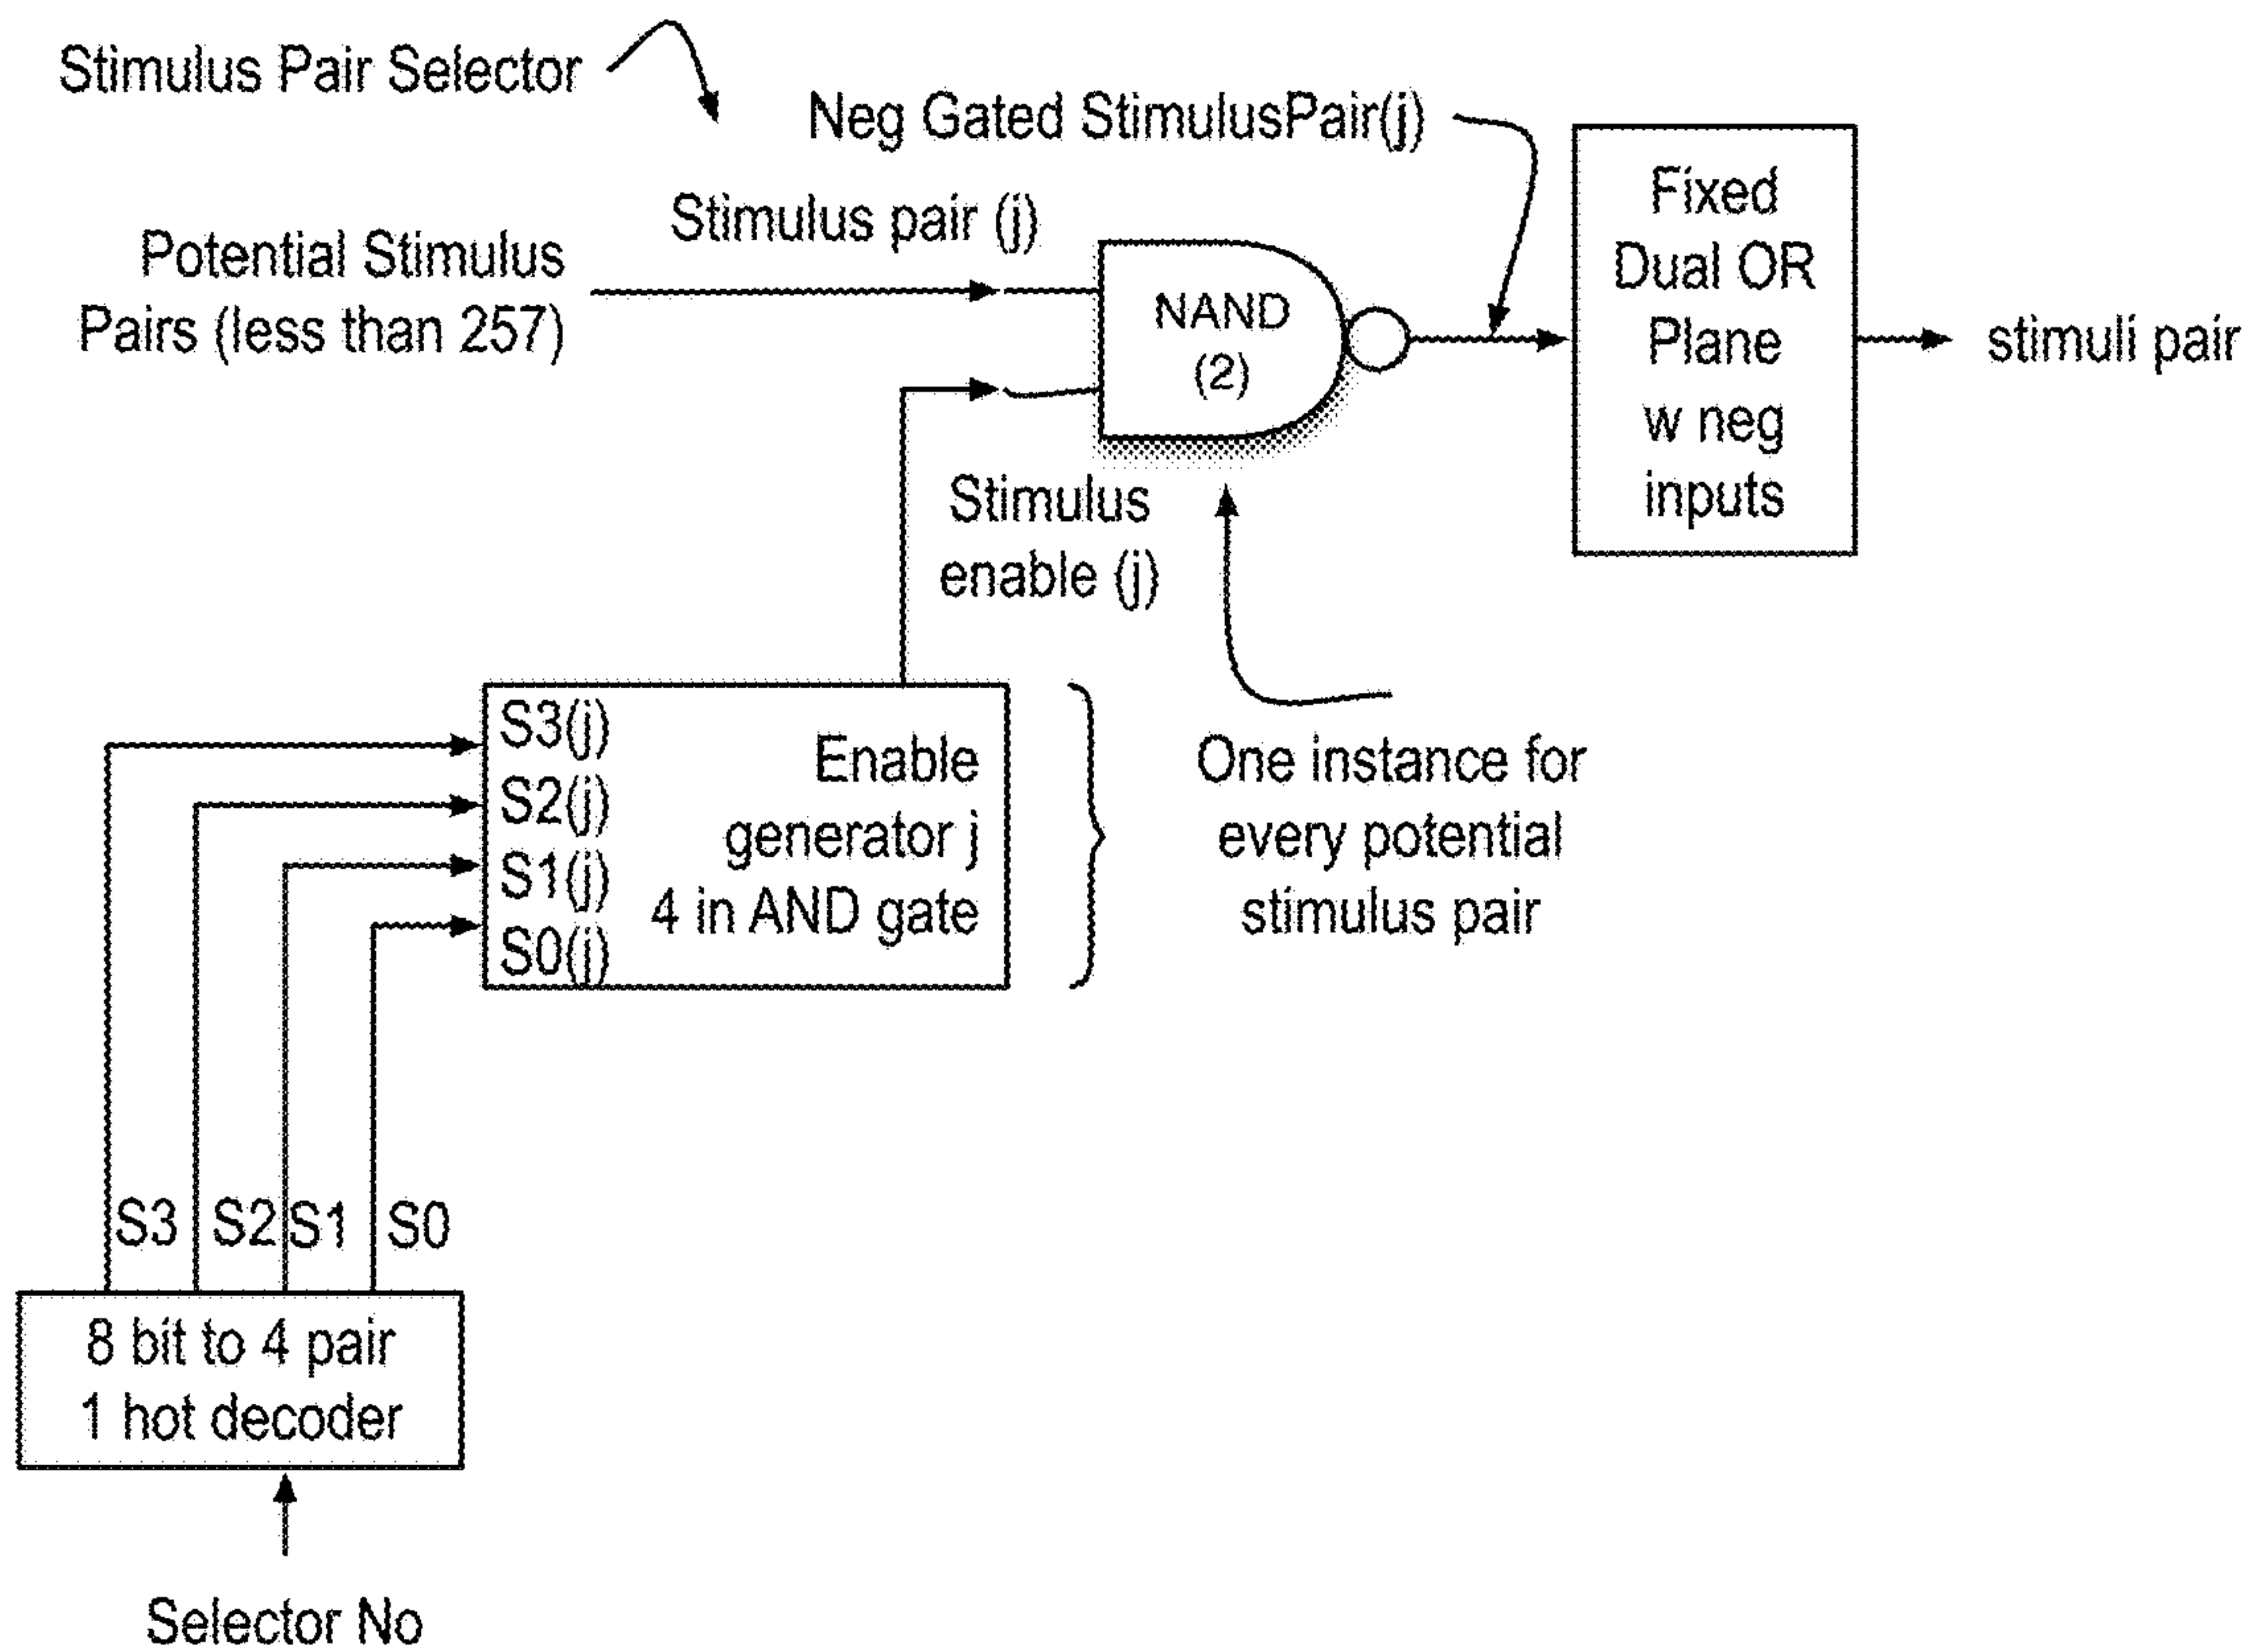 Stimulus Pair Selector
Neg Gated StimulusPair(j)
Stimulus pair (j)
Potential Stimulus
Pairs (less than 257)
NAND
(2)
Fixed
Dual OR
Plane
w neg
inputs
stimuli pair
Stimulus
enable (j)
S3(j)
S2(j)
S1(j)
S0(j)
Enable
generator j
4 in AND gate
One instance for
every potential
stimulus pair
S3
S2
S1
S0
8 bit to 4 pair
1 hot decoder
Selector No